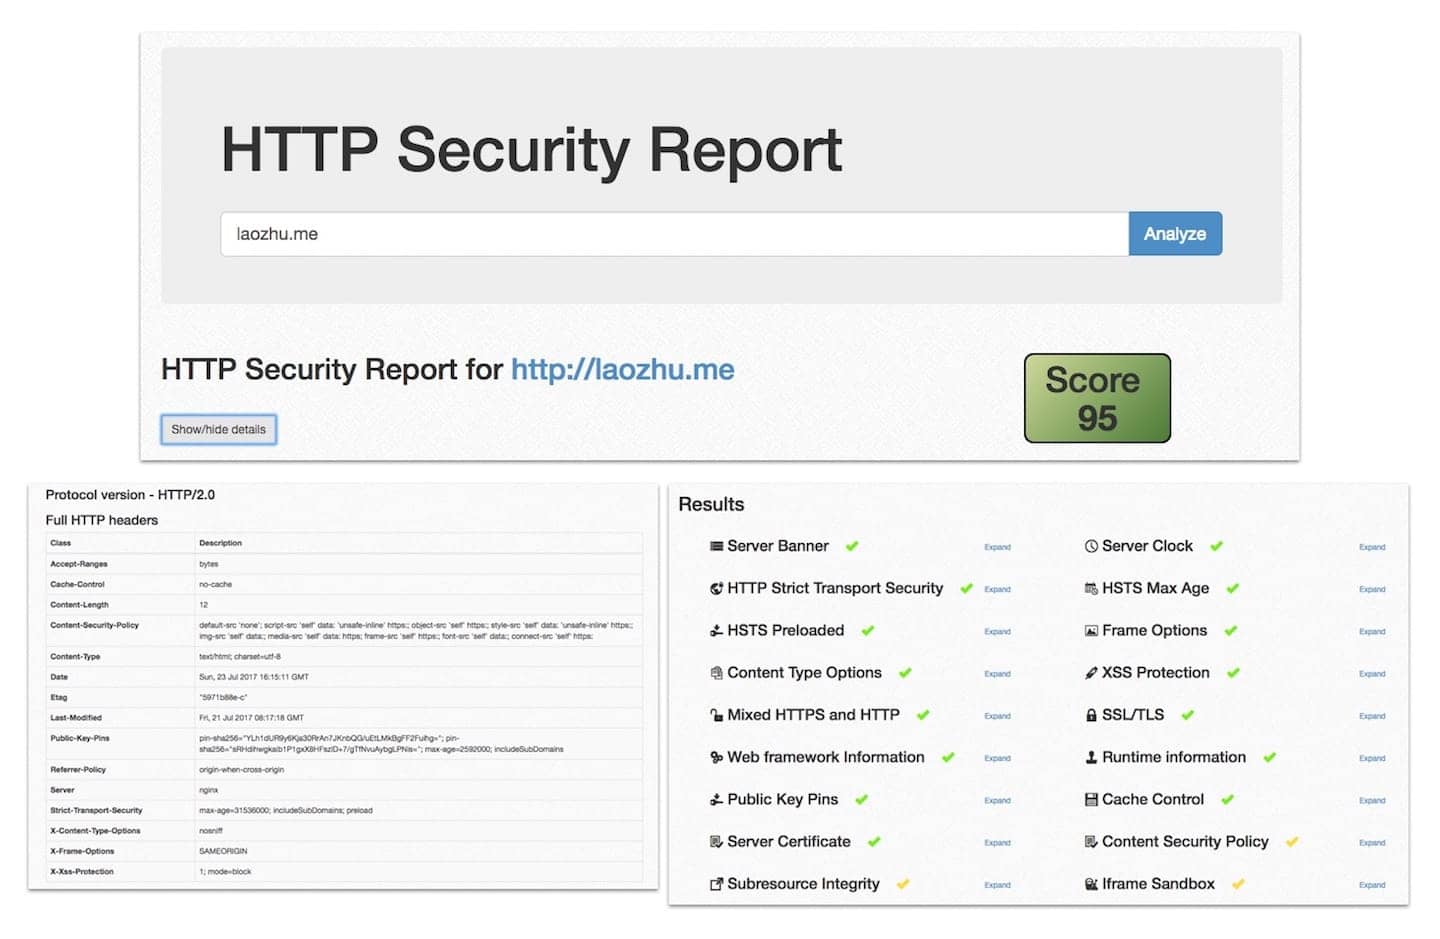 HTTP Security Report
laozhu.me
Analyze
HTTP Security Report for http://laozhu.me
Score
95
Show/hide details
Protocol version - HTTP/2.0
Full HTTP headers
Class Description
Accept-Ranges bytes
Cache-Control no-cache
Content-Length 12
Content-Security-Policy default-src 'none'; script-src 'self' data: 'unsafe-inline' https:; object-src 'self' https:; style-src 'self' data: 'unsafe-inline' https:;
img-src 'self' data:; media-src 'self' data: https; frame-src 'self' https:; font-src 'self' data:; connect-src 'self' https:
Content-Type text/html; charset=utf-8
Date Sun, 23 Jul 2017 16:15:11 GMT
Etag "5971b88e-c"
Last-Modified Fri, 21 Jul 2017 08:17:18 GMT
Public-Key-Pins pin-sha256= pin-
sha256= max-age=2592000; includeSubDomains
Referrer-Policy origin-when-cross-origin
Server nginx
Strict-Transport-Security max-age=31536000; includeSubDomains; preload
X-Content-Type-Options nosniff
X-Frame-Options SAMEORIGIN
X-Xss-Protection 1; mode=block
Results
Server Banner Expand
Server Clock Expand
HTTP Strict Transport Security Expand
HSTS Max Age Expand
HSTS Preloaded Expand
Frame Options Expand
Content Type Options Expand
XSS Protection Expand
Mixed HTTPS and HTTP Expand
SSL/TLS Expand
Web framework Information Expand
Runtime information Expand
Public Key Pins Expand
Cache Control Expand
Server Certificate Expand
Content Security Policy Expand
Subresource Integrity Expand
Iframe Sandbox Expand